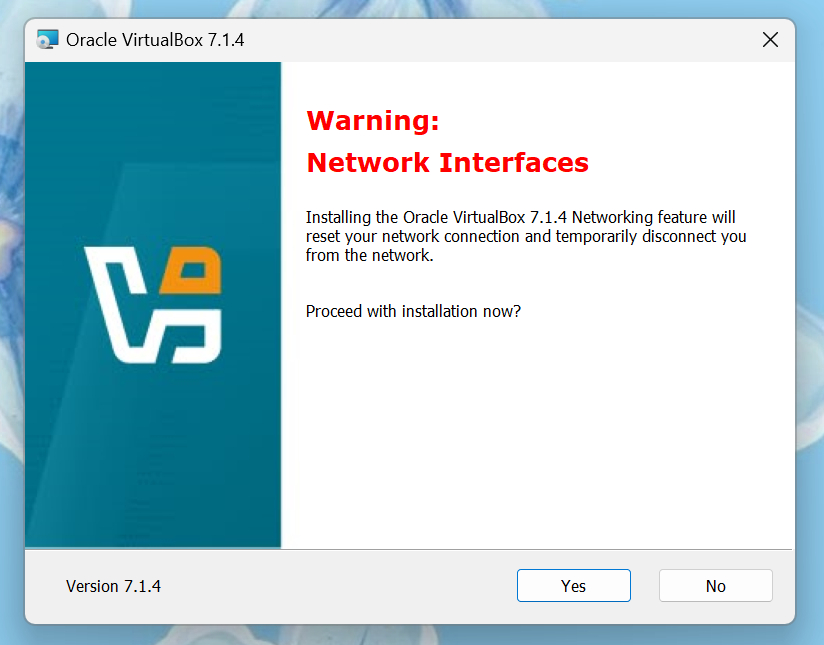 Oracle VirtualBox 7.1.4
Warning:
Network Interfaces
Installing the Oracle VirtualBox 7.1.4 Networking feature will
reset your network connection and temporarily disconnect you
from the network.
Proceed with installation now?
Version 7.1.4
Yes
No